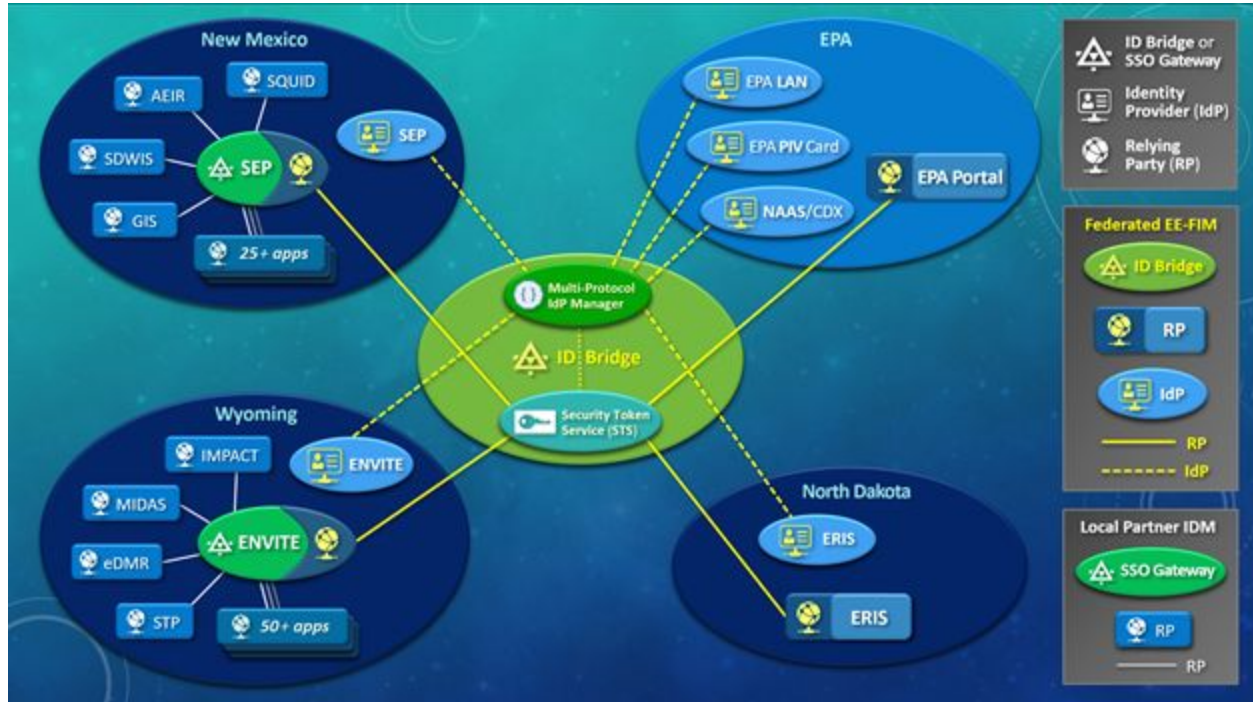 New Mexico
AEIR
SQUID
SDWIS
SEP
SEP
GIS
25+ apps
EPA
EPA LAN
EPA PIV Card
NAAS/CDX
EPA Portal
Multi-Protocol
IdP Manager
ID Bridge
Security Token
Service (STS)
Wyoming
IMPACT
ENVITE
MIDAS
ENVITE
eDMR
STP
50+ apps
North Dakota
ERIS
ERIS
ID Bridge or
SSO Gateway
Identity
Provider (IdP)
Relying
Party (RP)
Federated EE-FIM
ID Bridge
RP
IdP
RP
IdP
Local Partner IDM
SSO Gateway
RP
RP